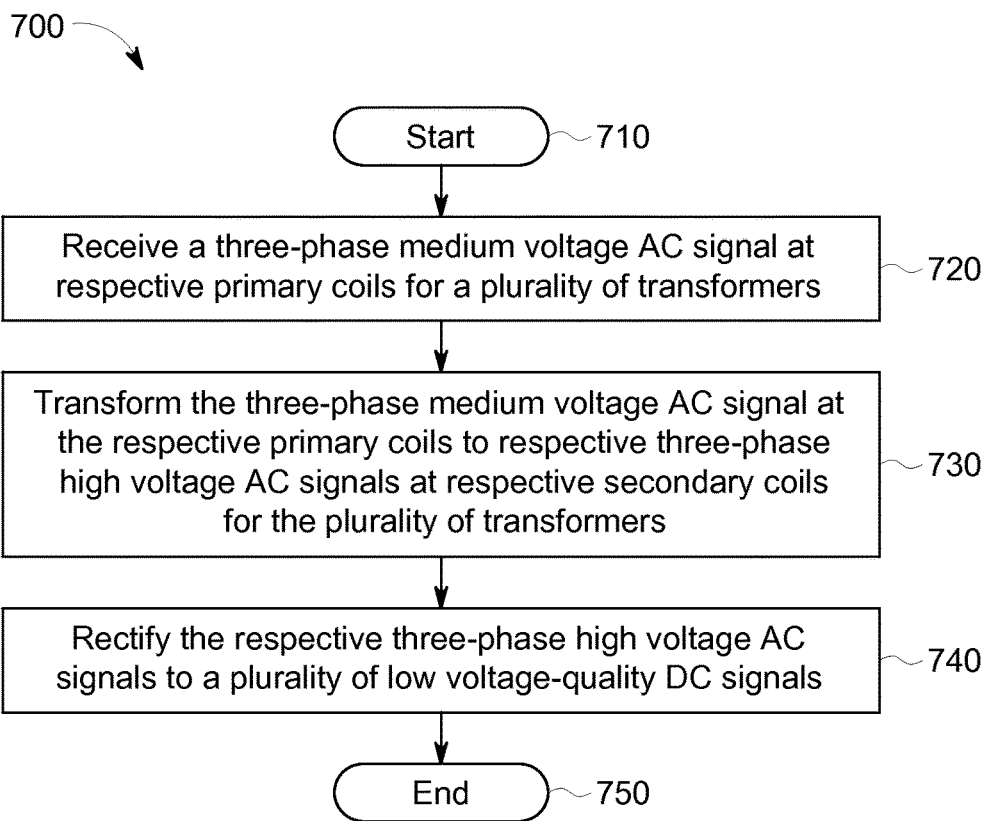 700
Start
710
Receive a three-phase medium voltage AC signal at
respective primary coils for a plurality of transformers
720
Transform the three-phase medium voltage AC signal at
the respective primary coils to respective three-phase
high voltage AC signals at respective secondary coils
for the plurality of transformers
730
Rectify the respective three-phase high voltage AC
signals to a plurality of low voltage-quality DC signals
740
End
750